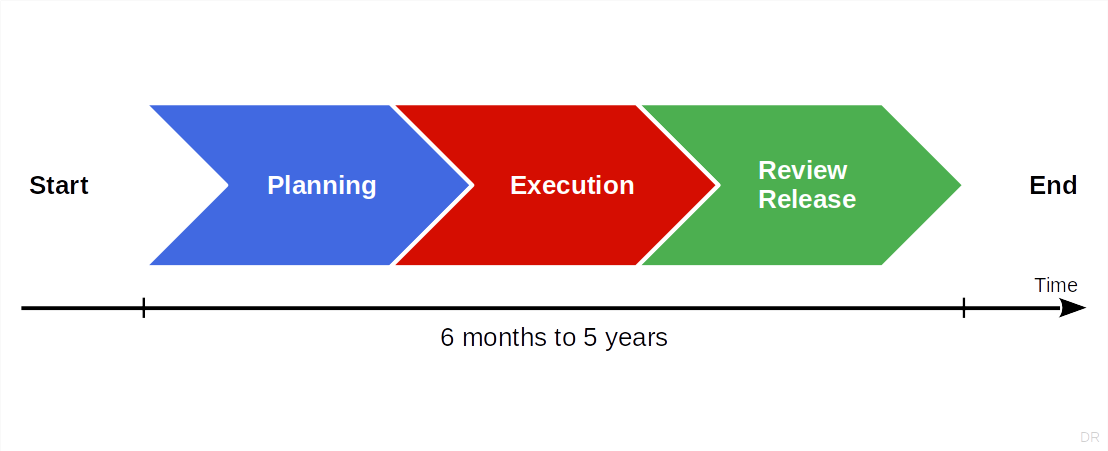 Start
Planning
Execution
Review
Release
End
Time
6 months to 5 years
DR